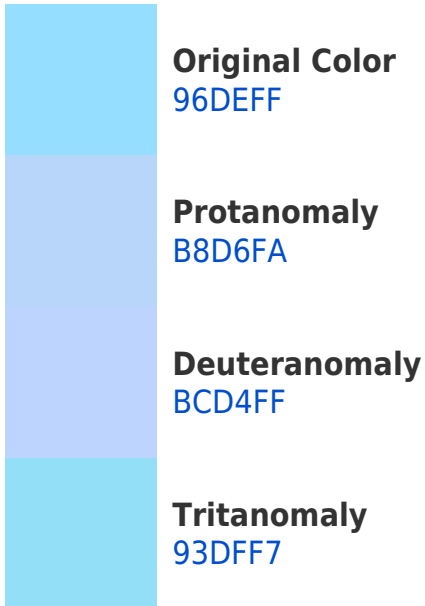 Original Color
96DEFF
Protanomaly
B8D6FA
Deuteranomaly
BCD4FF
Tritanomaly
93DFF7